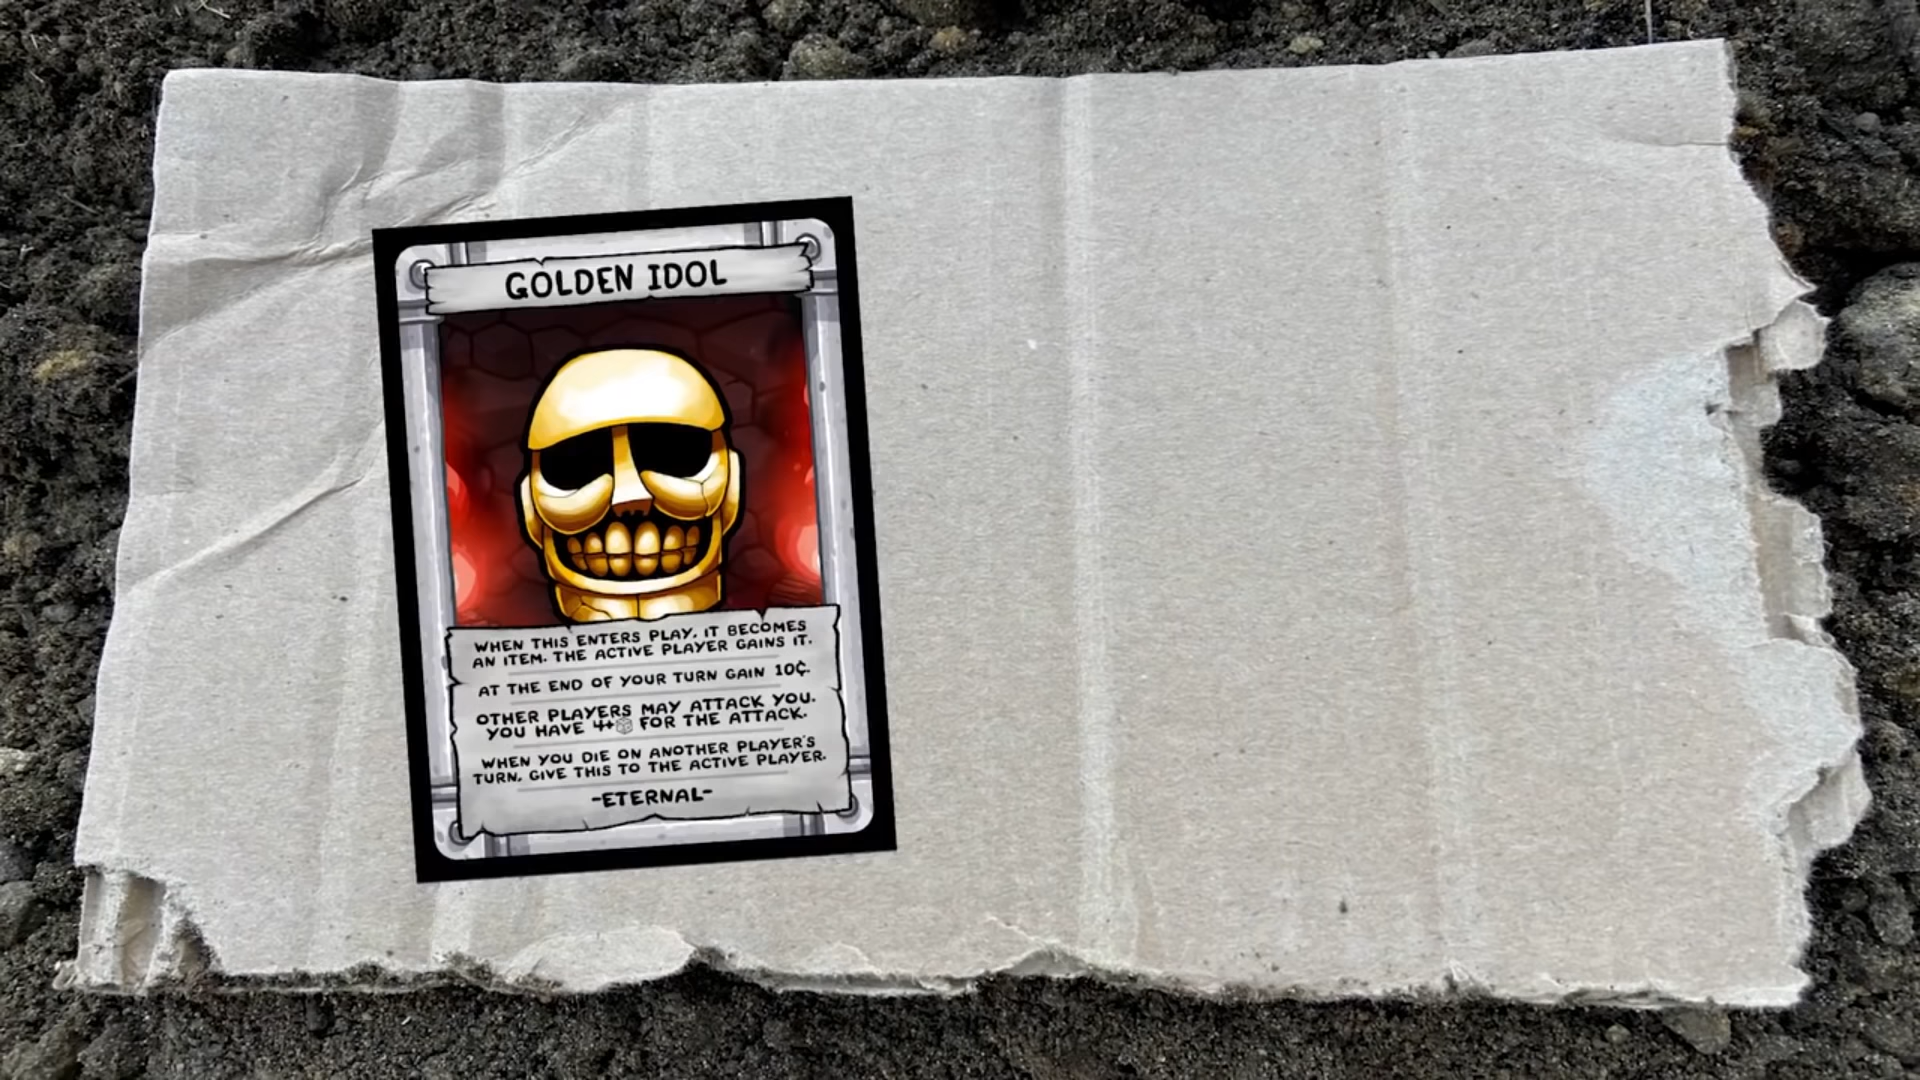 GOLDEN IDOL
WHEN THIS ENTERS PLAY, IT BECOMES
AN ITEM. THE ACTIVE PLAYER GAINS IT.
AT THE END OF YOUR TURN GAIN 10¢.
OTHER PLAYERS MAY ATTACK YOU.
YOU HAVE 4+ FOR THE ATTACK.
WHEN YOU DIE ON ANOTHER PLAYER'S
TURN, GIVE THIS TO THE ACTIVE PLAYER.
-ETERNAL-